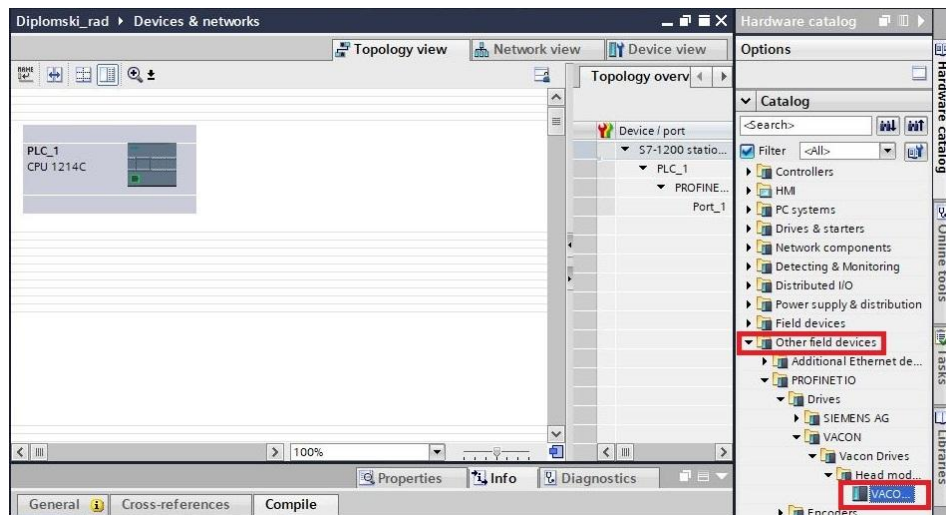 Diplomski_rad ▸ Devices & networks
Topology view
Network view
Device view
Topology overv
PLC_1
CPU 1214C
Device / port
S7-1200 statio...
PLC_1
PROFINE...
Port_1
100%
Properties
Info
Diagnostics
General
Cross-references
Compile
Hardware catalog
Options
Catalog
<Search>
Filter
<All>
Controllers
HMI
PC systems
Drives & starters
Network components
Detecting & Monitoring
Distributed I/O
Power supply & distribution
Field devices
Other field devices
Additional Ethernet de...
PROFINET IO
Drives
SIEMENS AG
VACON
Vacon Drives
Head mod...
VACO...
Encoders
Hardware catalog
Online tools
Tasks
Libraries